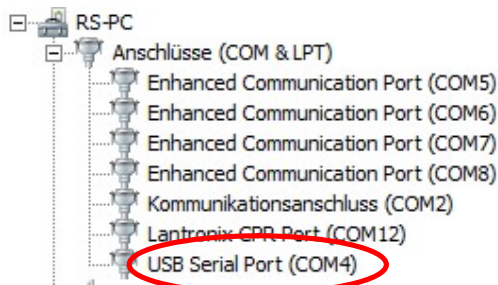 RS-PC
Anschlüsse (COM & LPT)
Enhanced Communication Port (COM5)
Enhanced Communication Port (COM6)
Enhanced Communication Port (COM7)
Enhanced Communication Port (COM8)
Kommunikationsanschluss (COM2)
Lantronix CPR Port (COM12)
USB Serial Port (COM4)